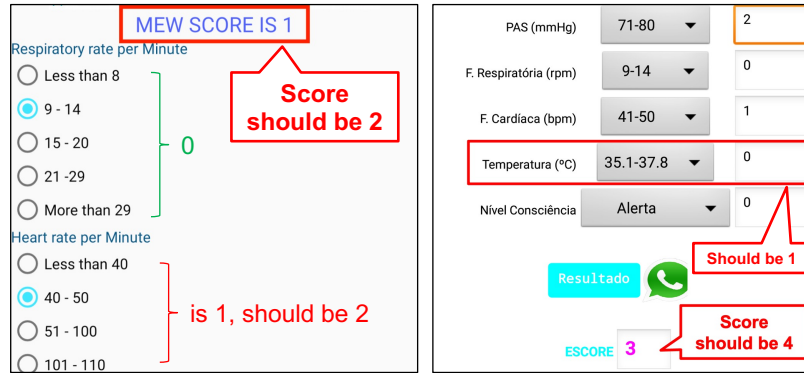 MEW SCORE IS 1
Respiratory rate per Minute
Less than 8
9 - 14
15 - 20
21 -29
More than 29
0
Score
should be 2
Heart rate per Minute
Less than 40
40 - 50
51 - 100
101 - 110
is 1, should be 2
PAS (mmHg) 71-80 2
F. Respiratória (rpm) 9-14 0
F. Cardíaca (bpm) 41-50 1
Temperatura (ºC) 35.1-37.8 0
Nível Consciência Alerta 0
Should be 1
Resultado
ESCORE 3
Score
should be 4